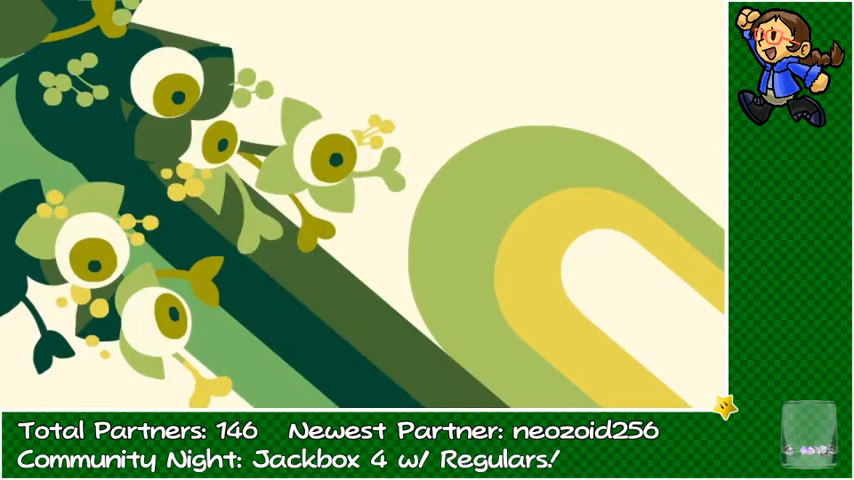 Total Partners: 146 Newest Partner: neozoid256
Community Night: Jackbox 4 w/ Regulars!